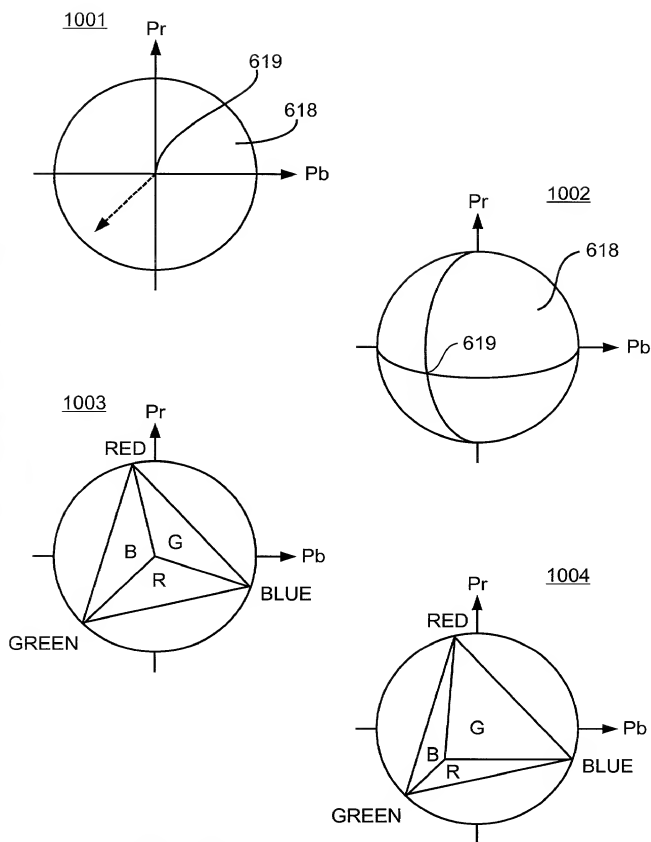 1001
Pr
619
618
Pb
1002
Pr
618
619
Pb
1003
Pr
RED
B
G
R
Pb
BLUE
GREEN
1004
Pr
RED
G
Pb
B
R
BLUE
GREEN